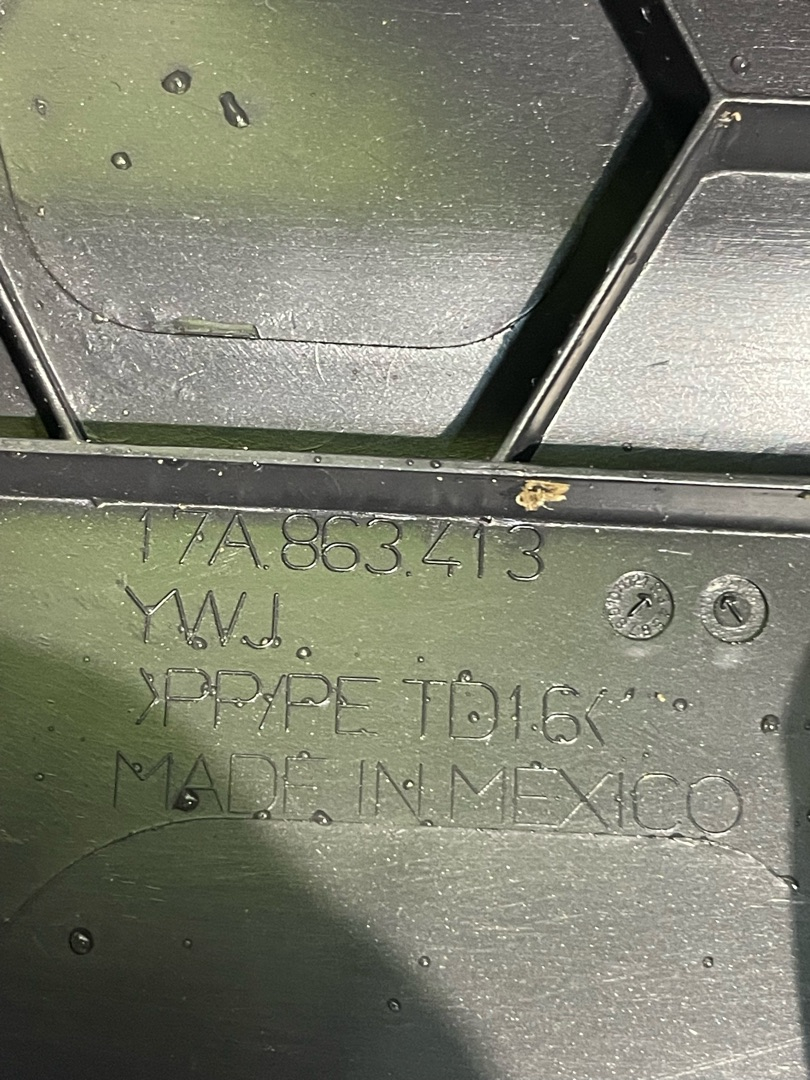 17A.863.413
YWJ
>PP/PE TD16<
MADE IN MEXICO